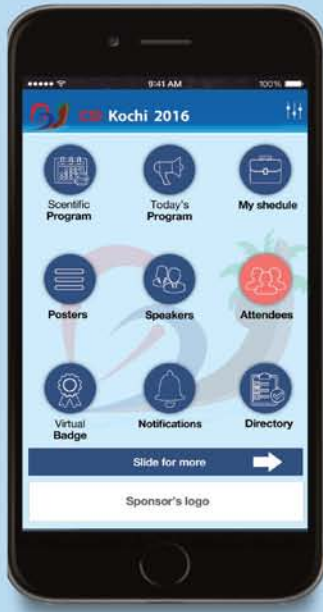 9:41 AM 100%
Kochi 2016
Scentific Program
Today's Program
My shedule
Posters
Speakers
Attendees
Virtual Badge
Notifications
Directory
Slide for more
Sponsor's logo